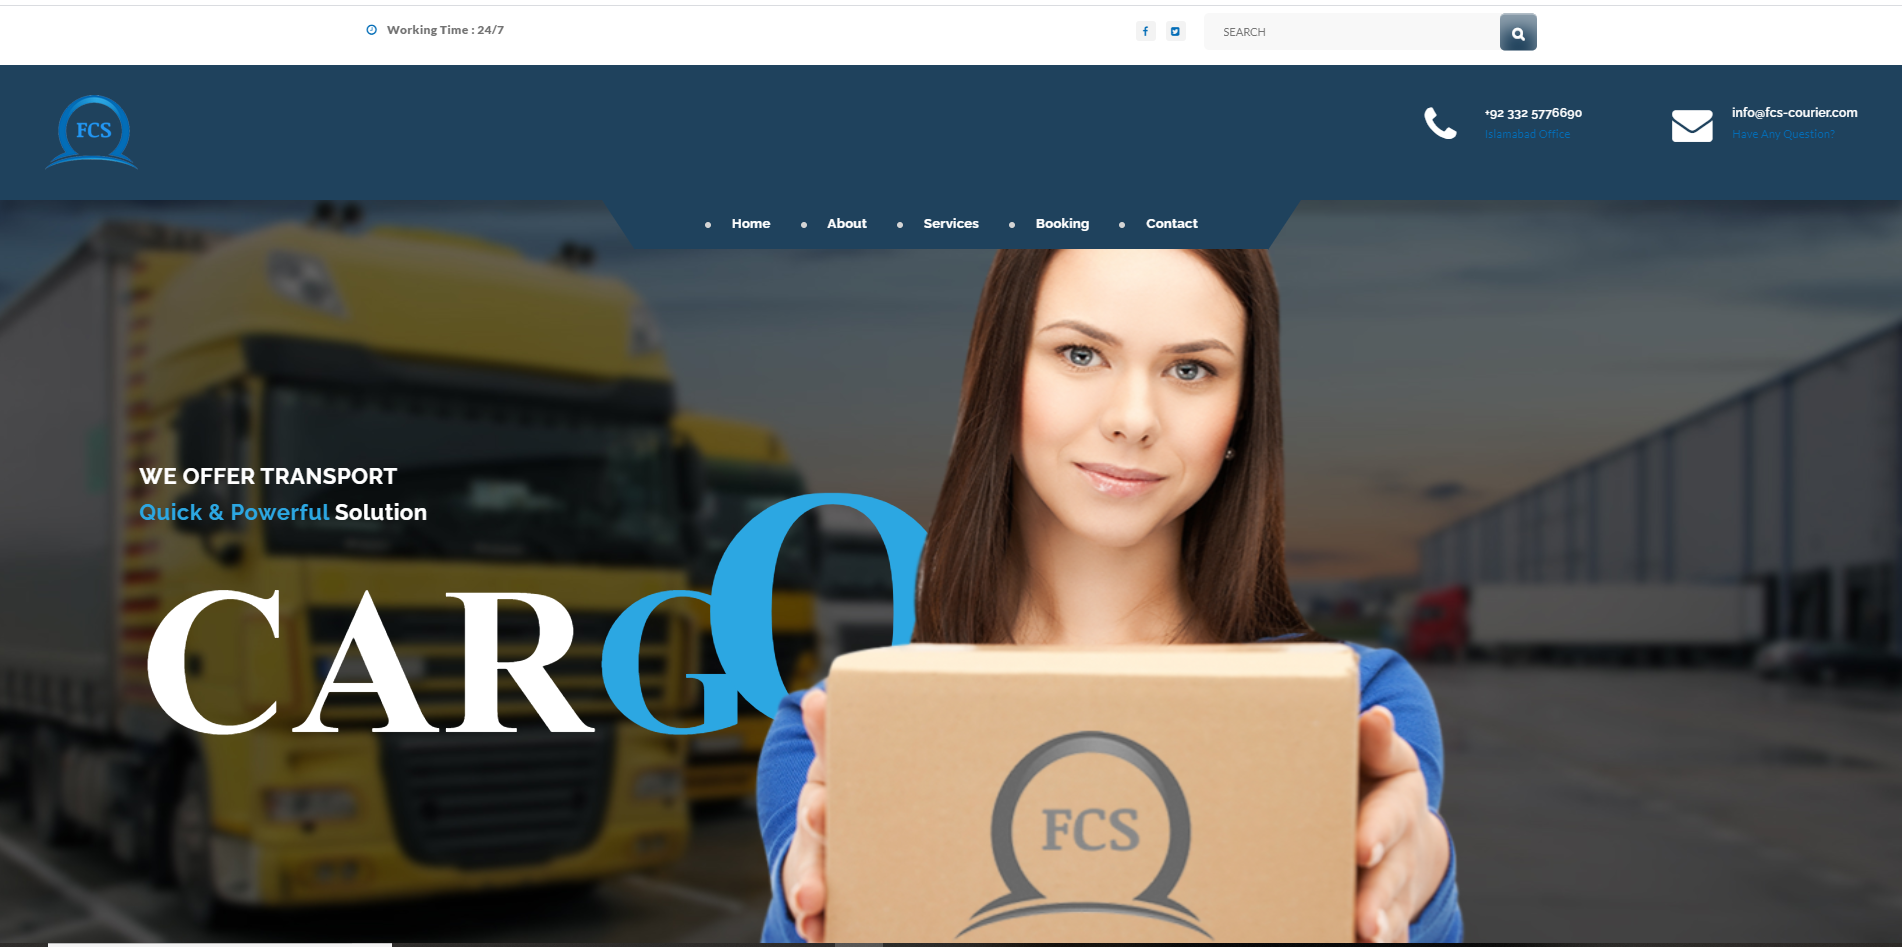 Working Time : 24/7
SEARCH
FCS
+92 332 5776690
Islamabad Office
info@fcs-courier.com
Have Any Question?
Home
About
Services
Booking
Contact
WE OFFER TRANSPORT
Quick & Powerful Solution
CARGO
FCS